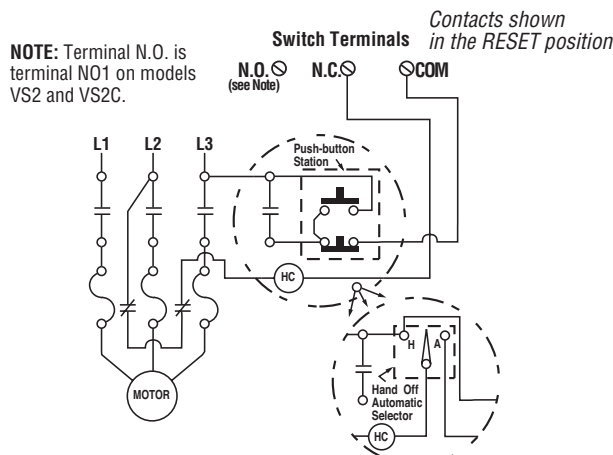 Contacts shown
in the RESET position
NOTE: Terminal N.O. is
terminal NO1 on models
VS2 and VS2C.
Switch Terminals
N.O.
(see Note)
N.C.
COM
L1
L2
L3
Push-button
Station
HC
MOTOR
H
A
Hand Off
Automatic
Selector
HC